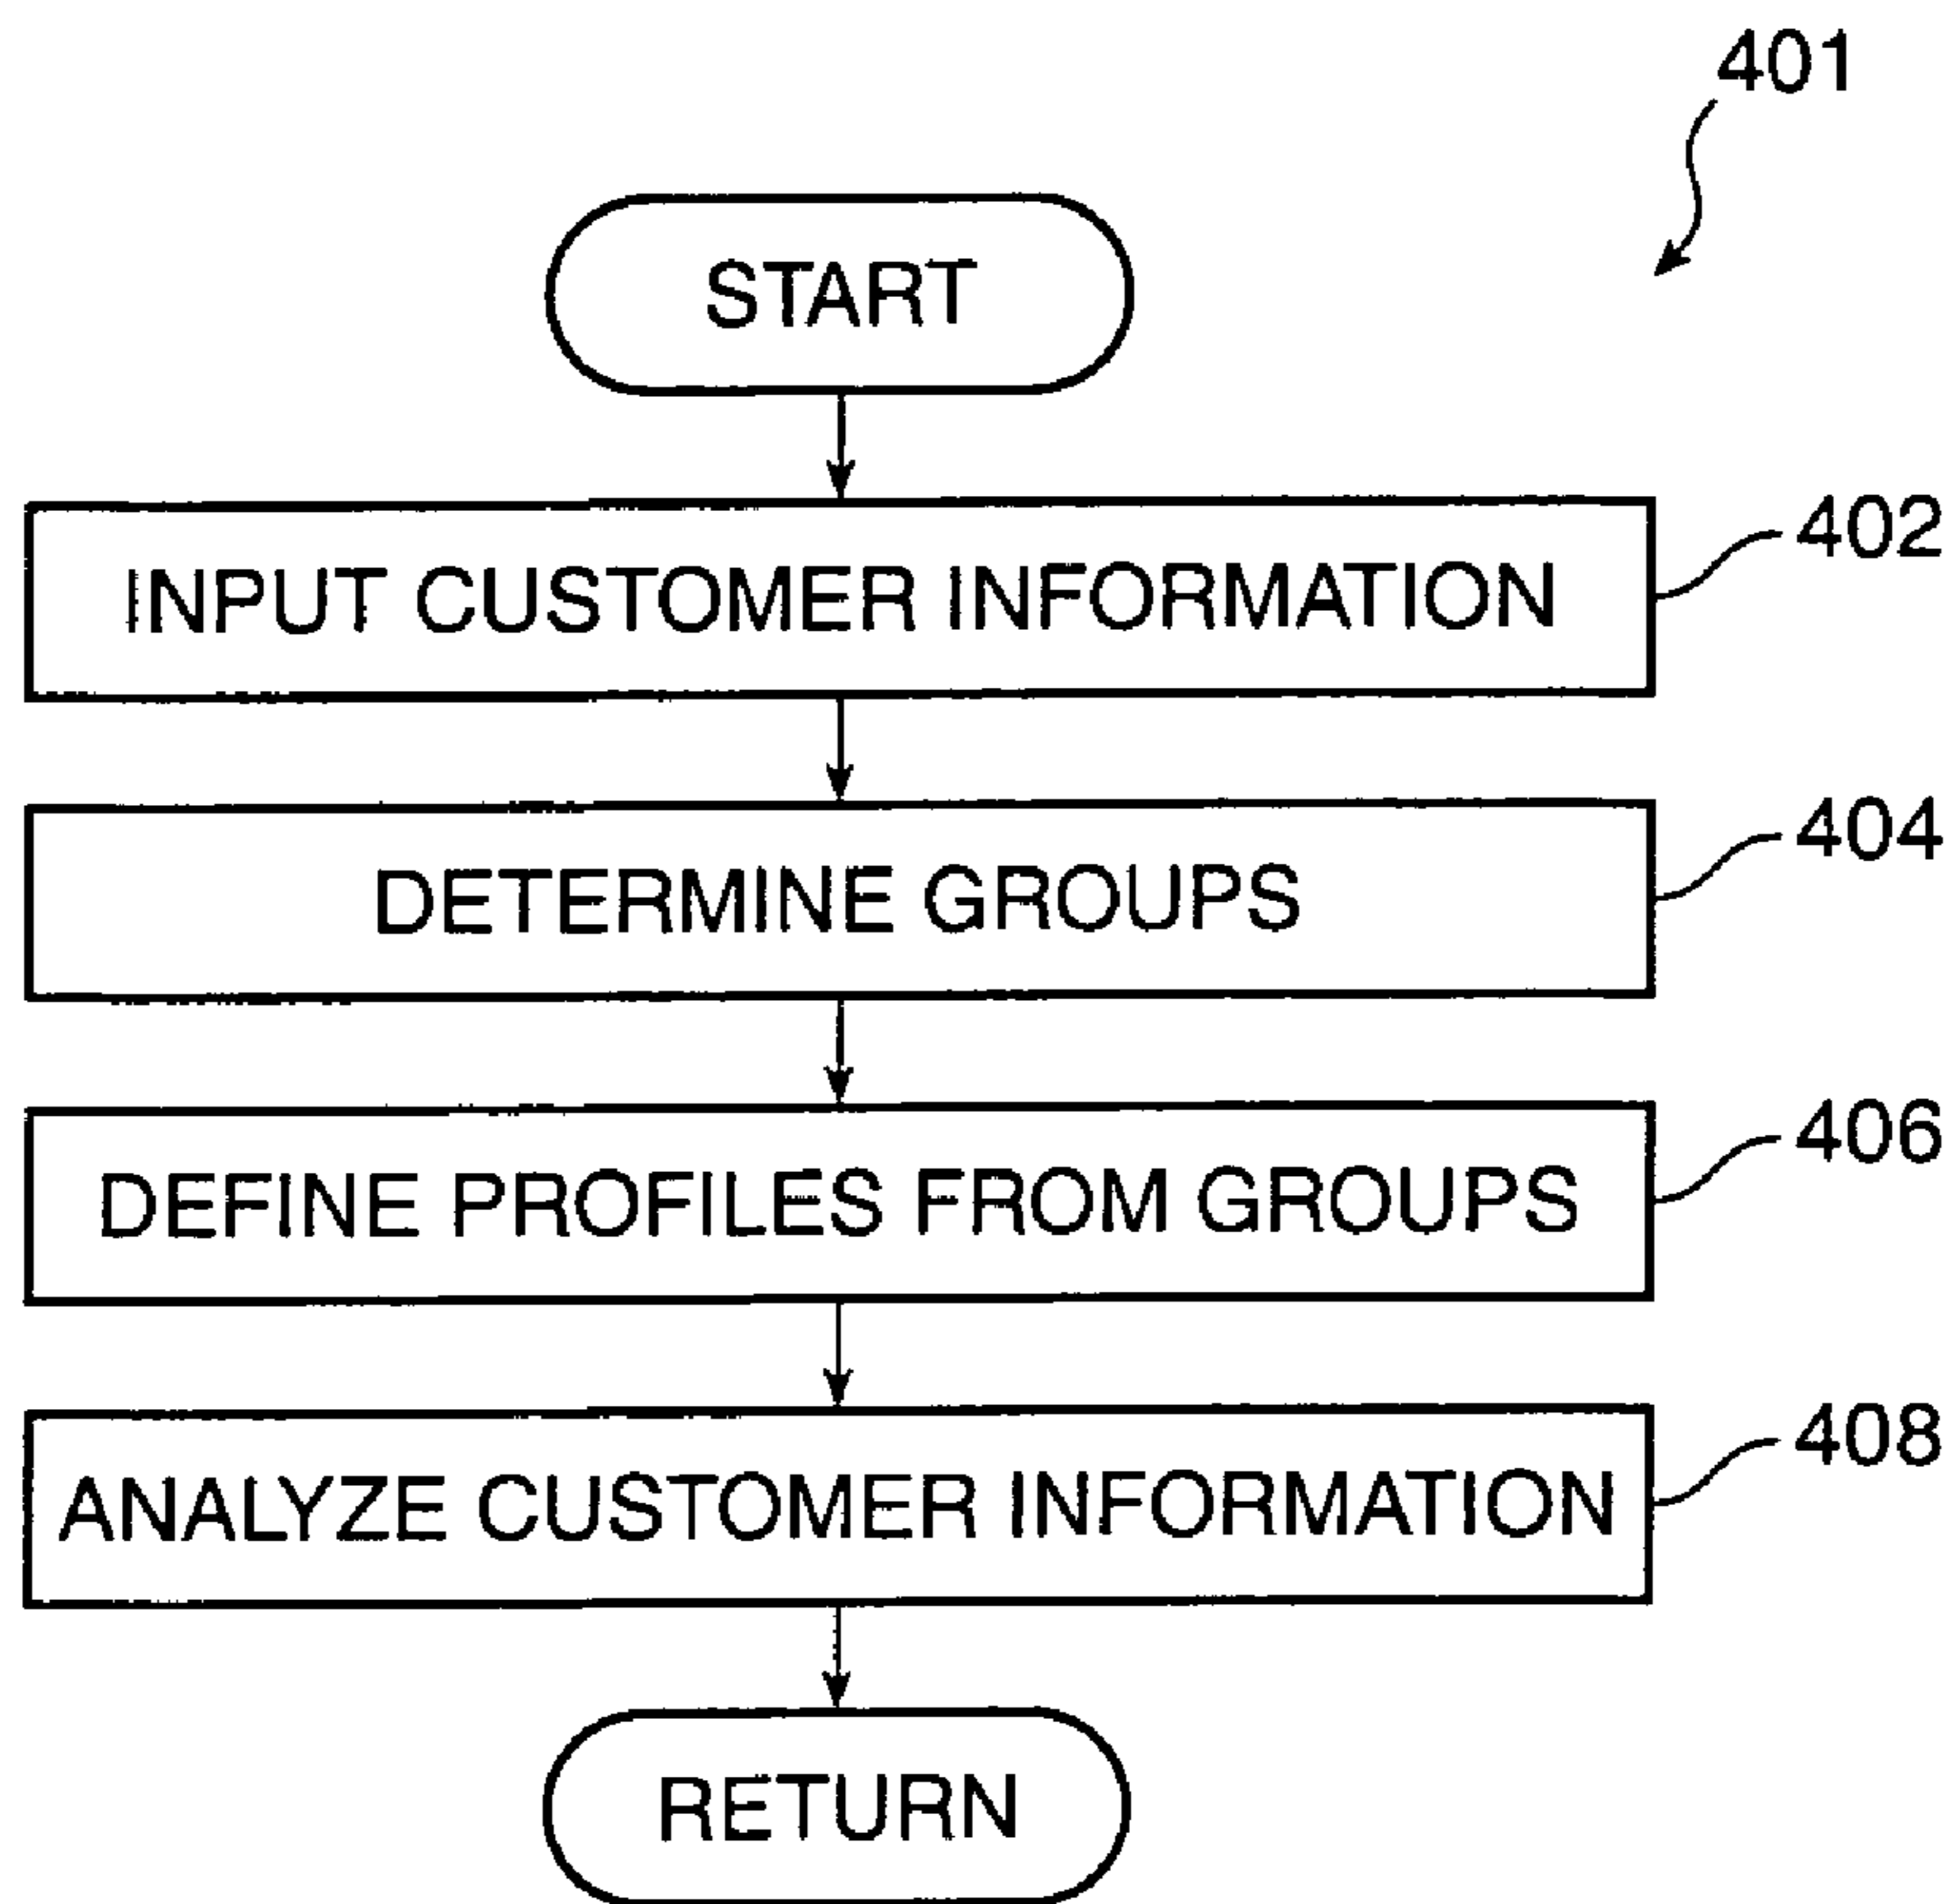 401
START
INPUT CUSTOMER INFORMATION
402
DETERMINE GROUPS
404
DEFINE PROFILES FROM GROUPS
406
ANALYZE CUSTOMER INFORMATION
408
RETURN